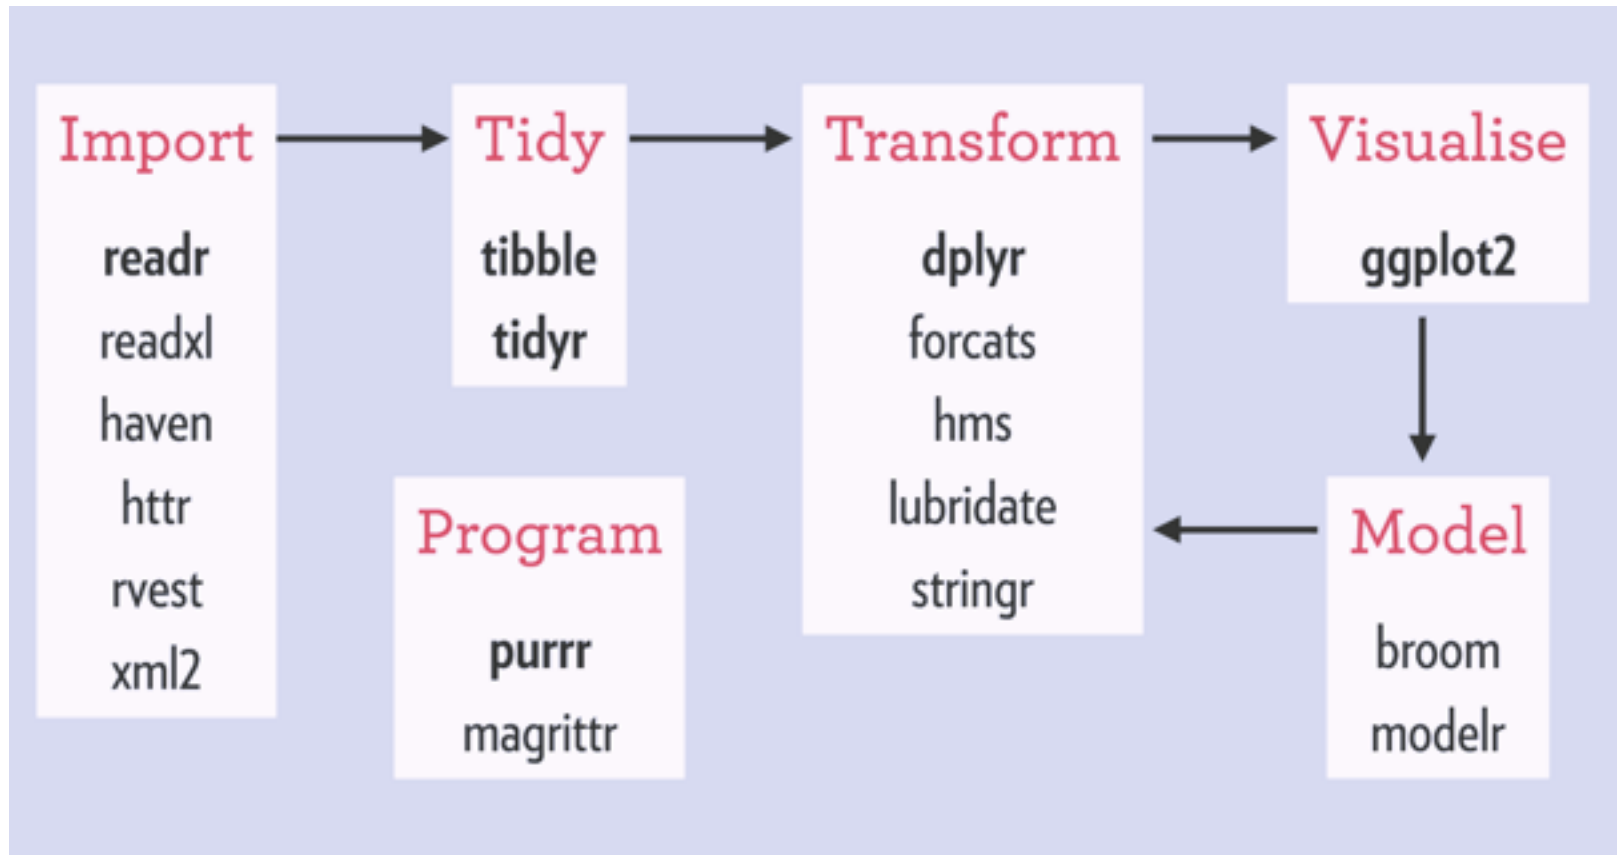 Import
readr
readxl
haven
httr
rvest
xml2
Tidy
tibble
tidyr
Program
purrr
magrittr
Transform
dplyr
forcats
hms
lubridate
stringr
Visualise
ggplot2
Model
broom
modelr